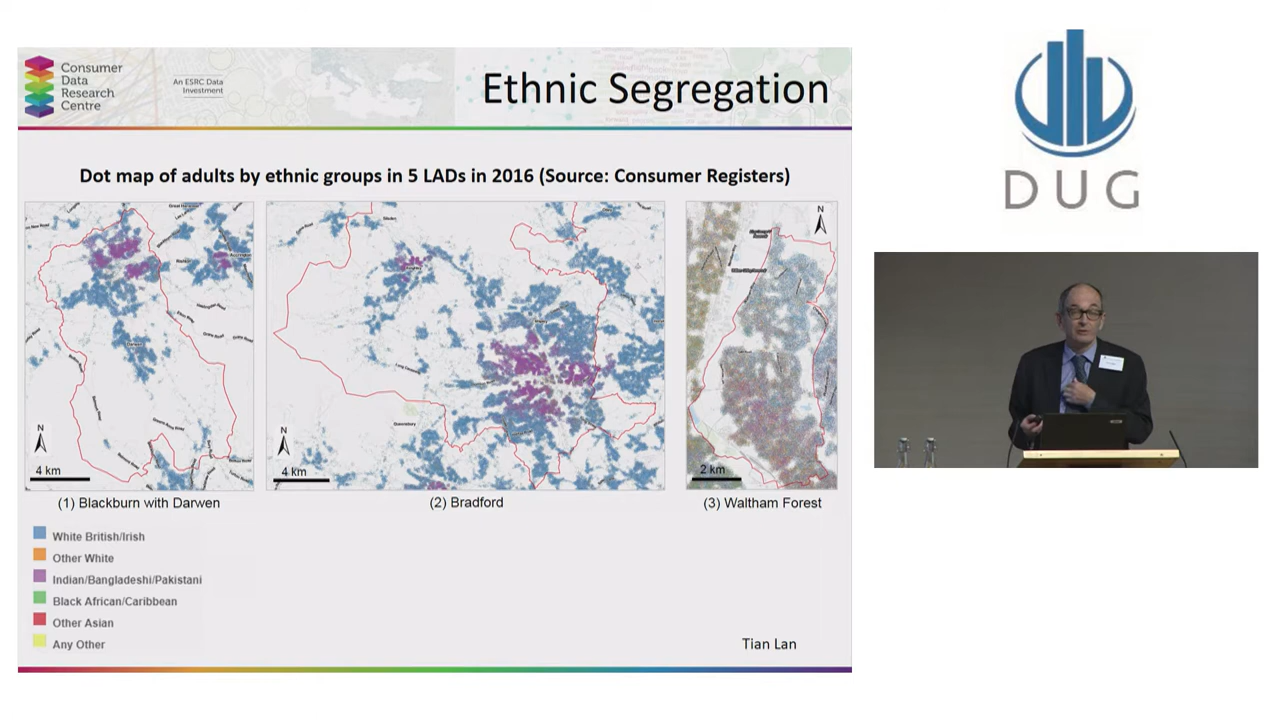 Consumer
Data
Research
Centre
An ESRC Data
Investment
Ethnic Segregation
Dot map of adults by ethnic groups in 5 LADs in 2016 (Source: Consumer Registers)
N
4 km
N
4 km
N
2 km
(1) Blackburn with Darwen
(2) Bradford
(3) Waltham Forest
White British/Irish
Other White
Indian/Bangladeshi/Pakistani
Black African/Caribbean
Other Asian
Any Other
Tian Lan
DUG